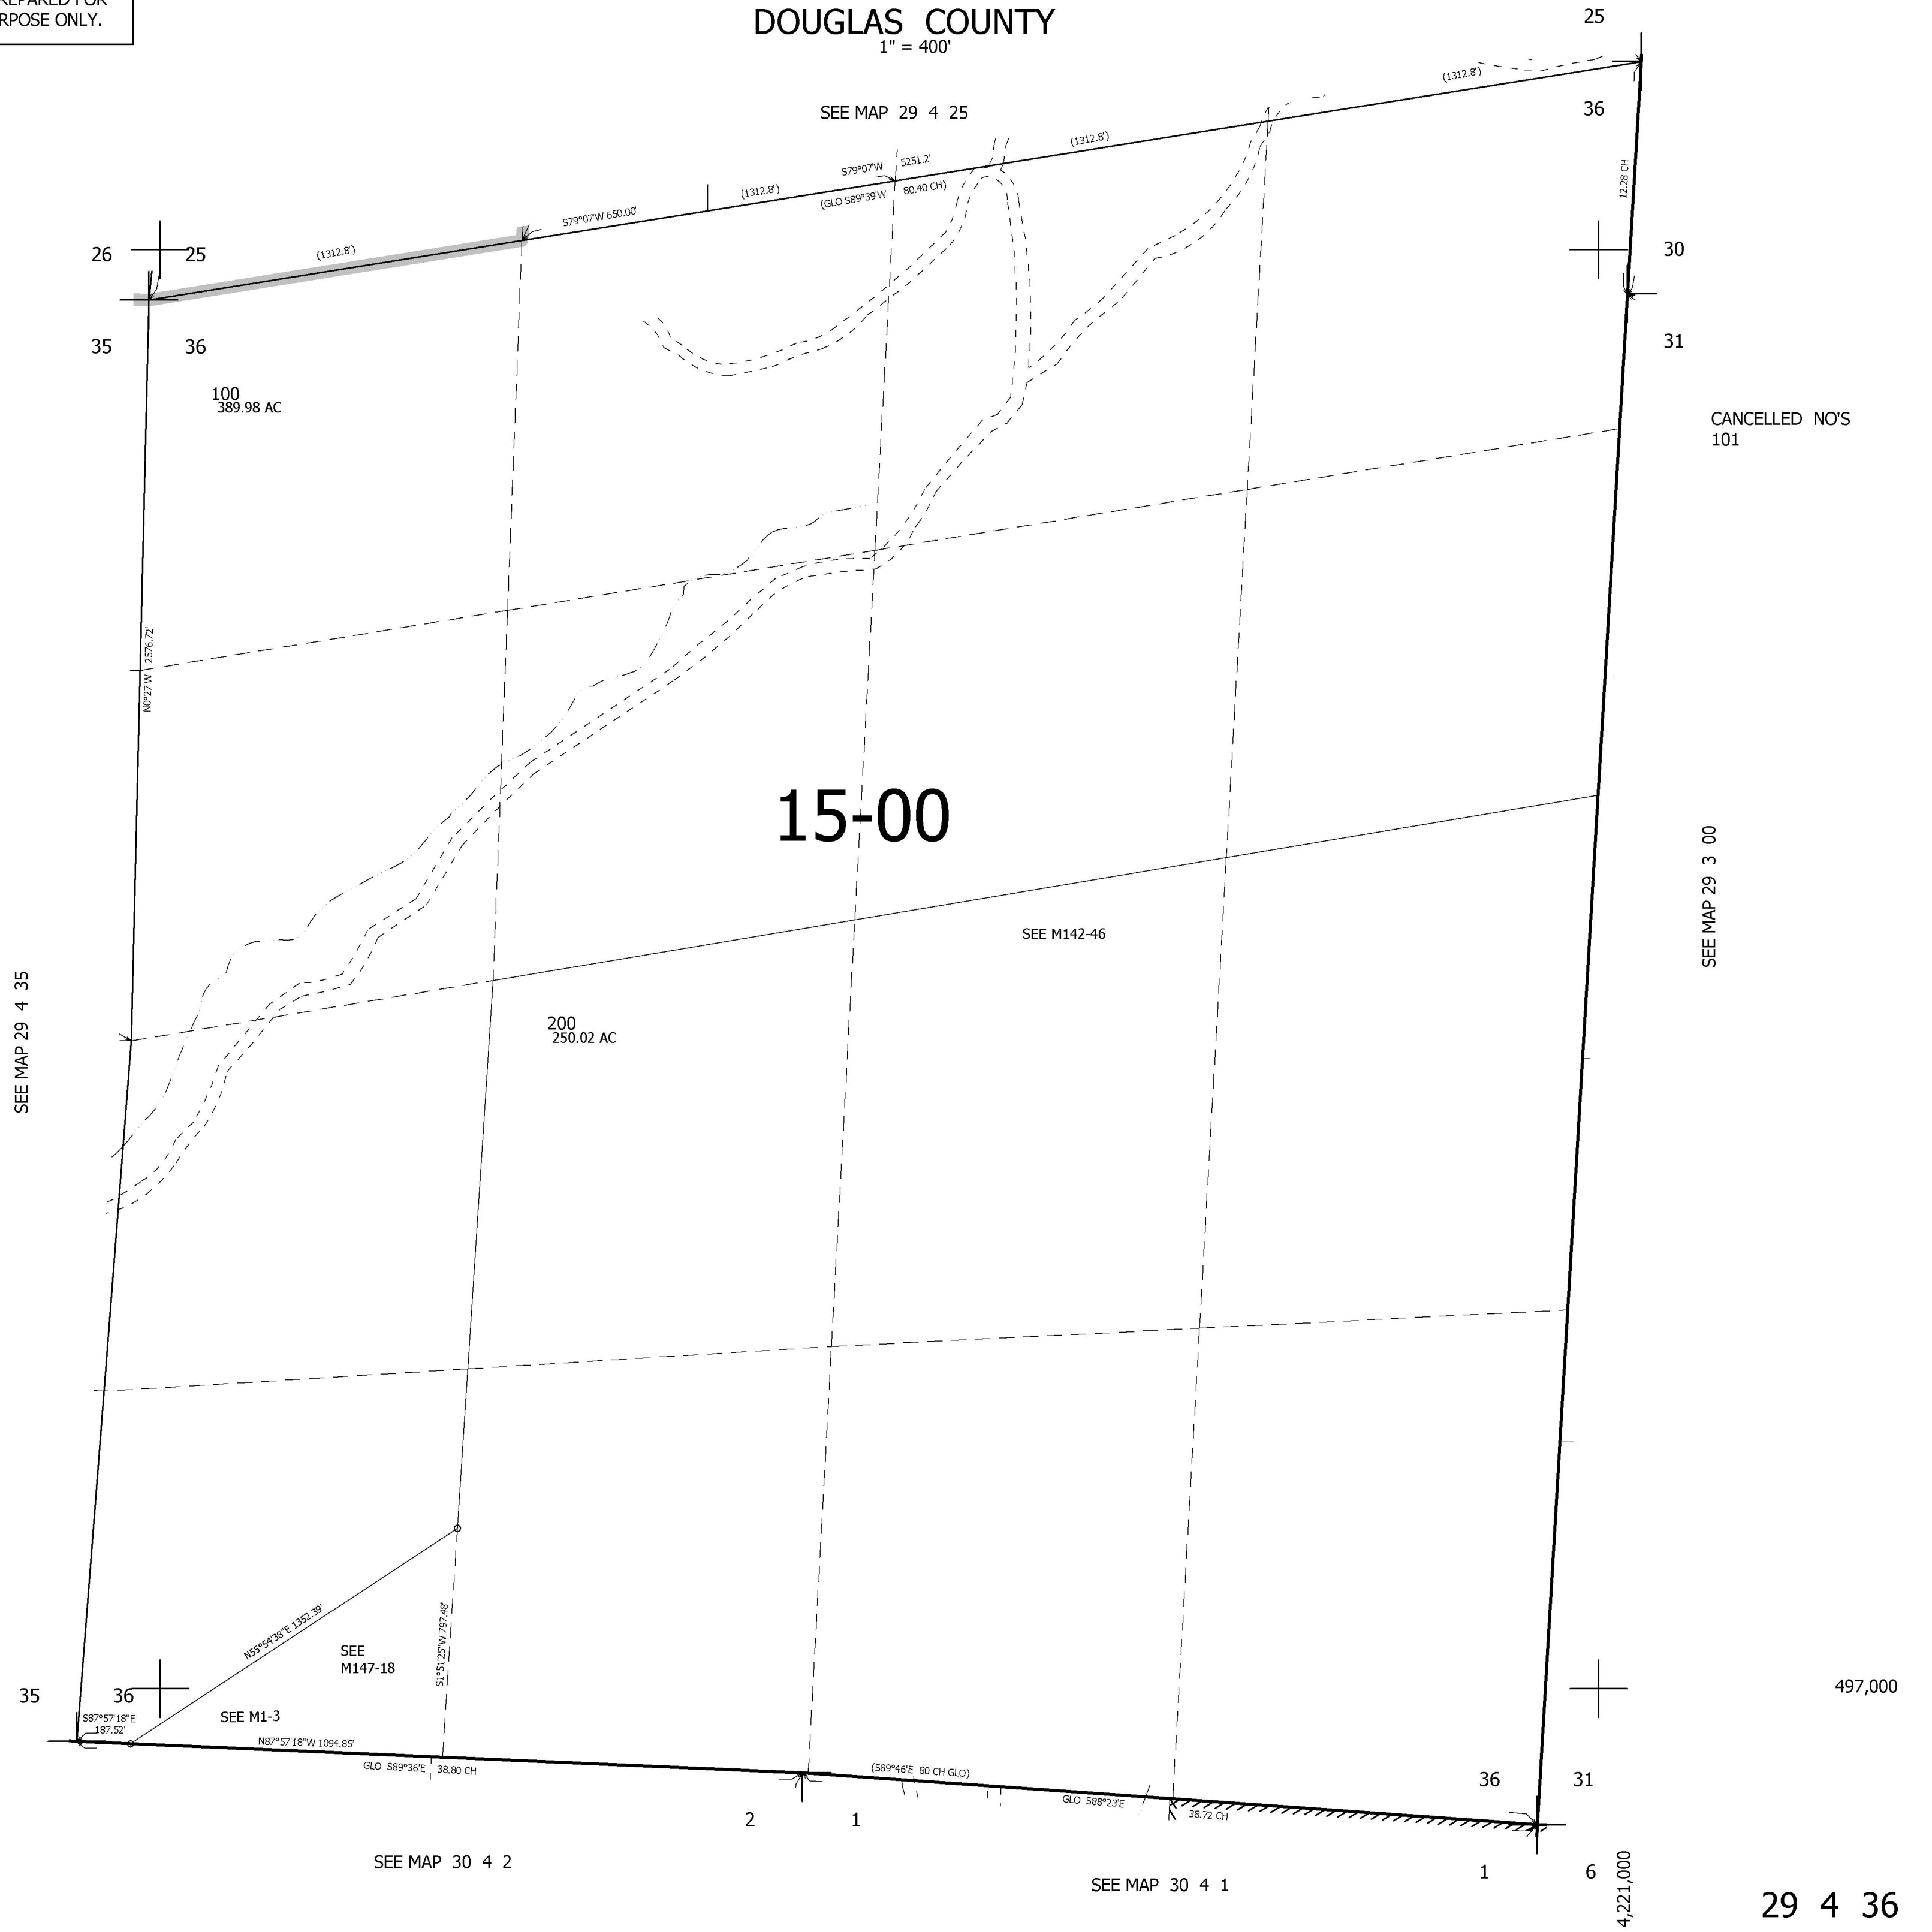 REPARED FOR
RPOSE ONLY.
DOUGLAS COUNTY
1" = 400'
25
SEE MAP 29 4 25
(1312.8')
36
(1312.8')
S79°07'W
5251.2'
(1312.8')
(GLO S89°39'W
80.40 CH)
12.28 CH
S79°07'W 650.00'
(1312.8')
26
25
30
35
36
31
100
389.98 AC
CANCELLED NO'S
101
N0°27'W 2576.72'
15-00
SEE M142-46
SEE MAP 29 3 00
SEE MAP 29 4 35
200
250.02 AC
N55°54'38"E 1352.39'
S1°51'25"W 797.48'
SEE
M147-18
35
36
497,000
S87°57'18"E
187.52'
SEE M1-3
N87°57'18"W 1094.85'
GLO S89°36'E
38.80 CH
(S89°46'E 80 CH GLO)
GLO S88°23'E
38.72 CH
36
31
2
1
SEE MAP 30 4 2
SEE MAP 30 4 1
1
6
4,221,000
29 4 36